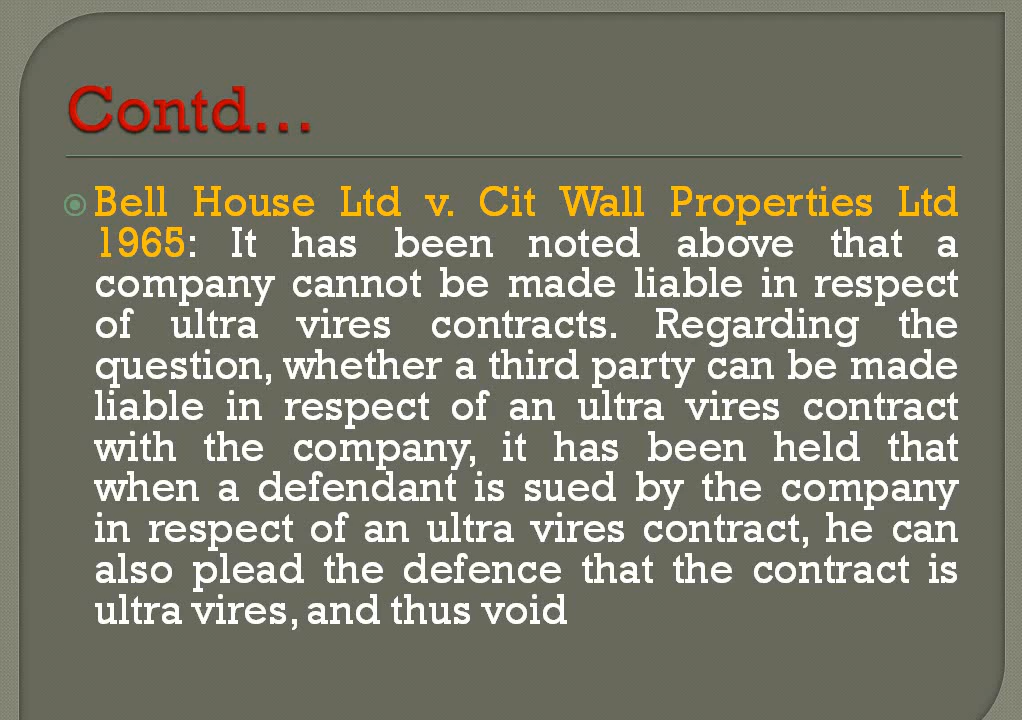 Contd...
Bell House Ltd v. Cit Wall Properties Ltd
1965: It has been noted above that a
company cannot be made liable in respect
of ultra vires contracts. Regarding the
question, whether a third party can be made
liable in respect of an ultra vires contract
with the company, it has been held that
when a defendant is sued by the company
in respect of an ultra vires contract, he can
also plead the defence that the contract is
ultra vires, and thus void